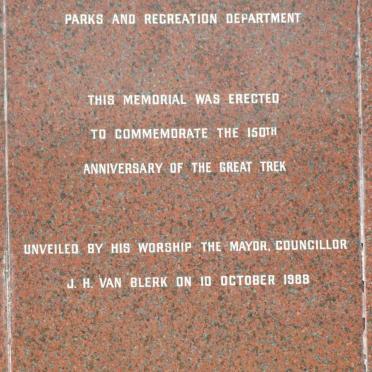 PARKS AND RECREATION DEPARTMENT
THIS MEMORIAL WAS ERECTED
TO COMMEMORATE THE 150TH
ANNIVERSARY OF THE GREAT TREK
UNVEILED BY HIS WORSHIP THE MAYOR, COUNCILLOR
J. H. VAN BLERK ON 10 OCTOBER 1988